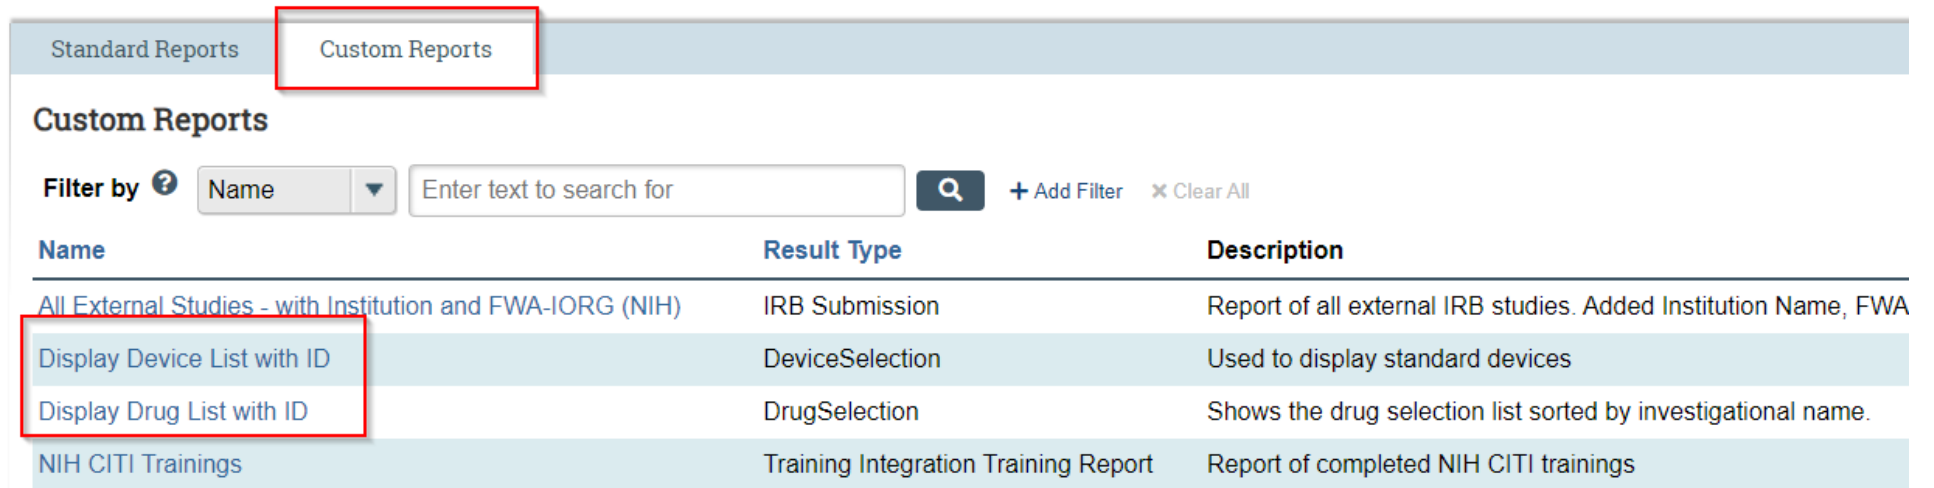 Standard Reports Custom Reports
Custom Reports
Filter by ? Name Enter text to search for + Add Filter × Clear All
Name Result Type Description
All External Studies - with Institution and FWA-IORG (NIH) IRB Submission Report of all external IRB studies. Added Institution Name, FWA
Display Device List with ID DeviceSelection Used to display standard devices
Display Drug List with ID DrugSelection Shows the drug selection list sorted by investigational name.
NIH CITI Trainings Training Integration Training Report Report of completed NIH CITI trainings